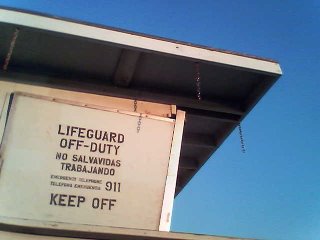 LIFEGUARD
OFF-DUTY
NO SALVAVIDAS
TRABAJANDO
EMERGENCY TELEPHONE
TELEFONO EMERGENCIA 911
KEEP OFF